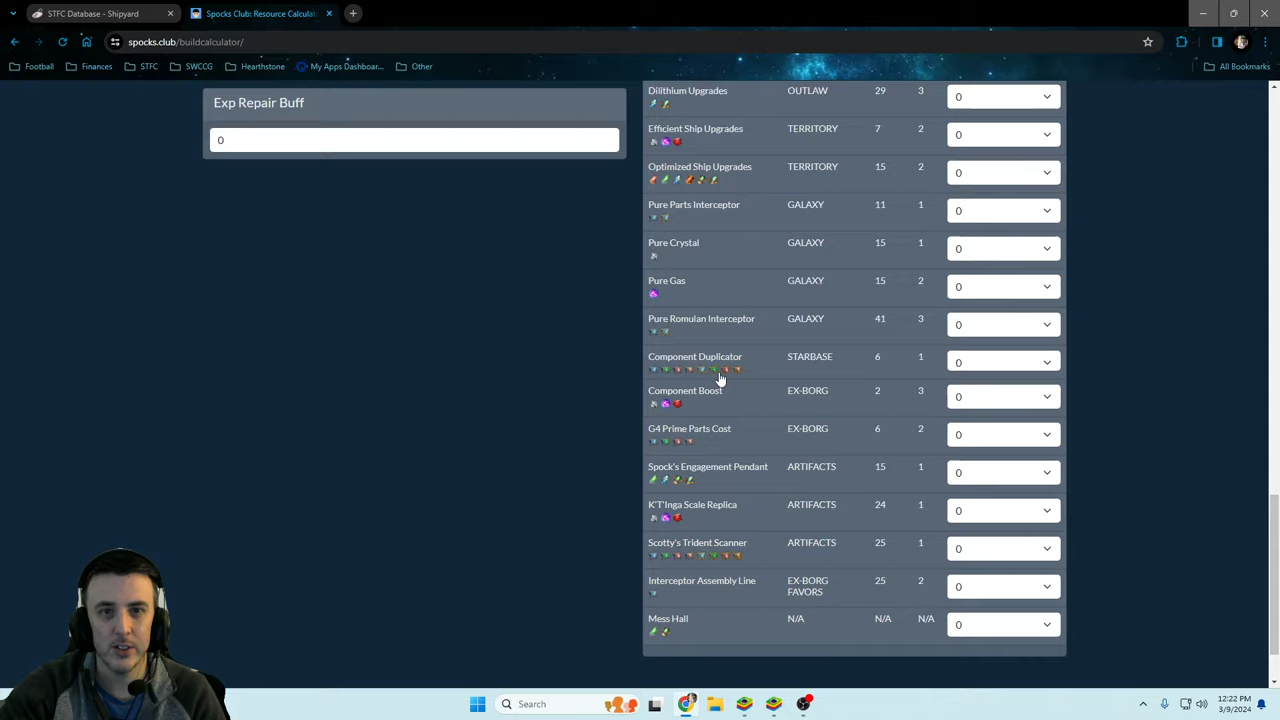 STFC Database - Shipyard
Spocks Club: Resource Calculat
spocks.club/buildcalculator/
Football
Finances
STFC
SWCCG
Hearthstone
My Apps Dashboar...
Other
All Bookmarks
Exp Repair Buff
0
Dilithium Upgrades OUTLAW 29 3 0
Efficient Ship Upgrades TERRITORY 7 2 0
Optimized Ship Upgrades TERRITORY 15 2 0
Pure Parts Interceptor GALAXY 11 1 0
Pure Crystal GALAXY 15 1 0
Pure Gas GALAXY 15 2 0
Pure Romulan Interceptor GALAXY 41 3 0
Component Duplicator STARBASE 6 1 0
Component Boost EX-BORG 2 3 0
G4 Prime Parts Cost EX-BORG 6 2 0
Spock's Engagement Pendant ARTIFACTS 15 1 0
K'T'Inga Scale Replica ARTIFACTS 24 1 0
Scotty's Trident Scanner ARTIFACTS 25 1 0
Interceptor Assembly Line EX-BORG 25 2 0
FAVORS
Mess Hall N/A N/A N/A 0
Search
12:22 PM
3/9/2024